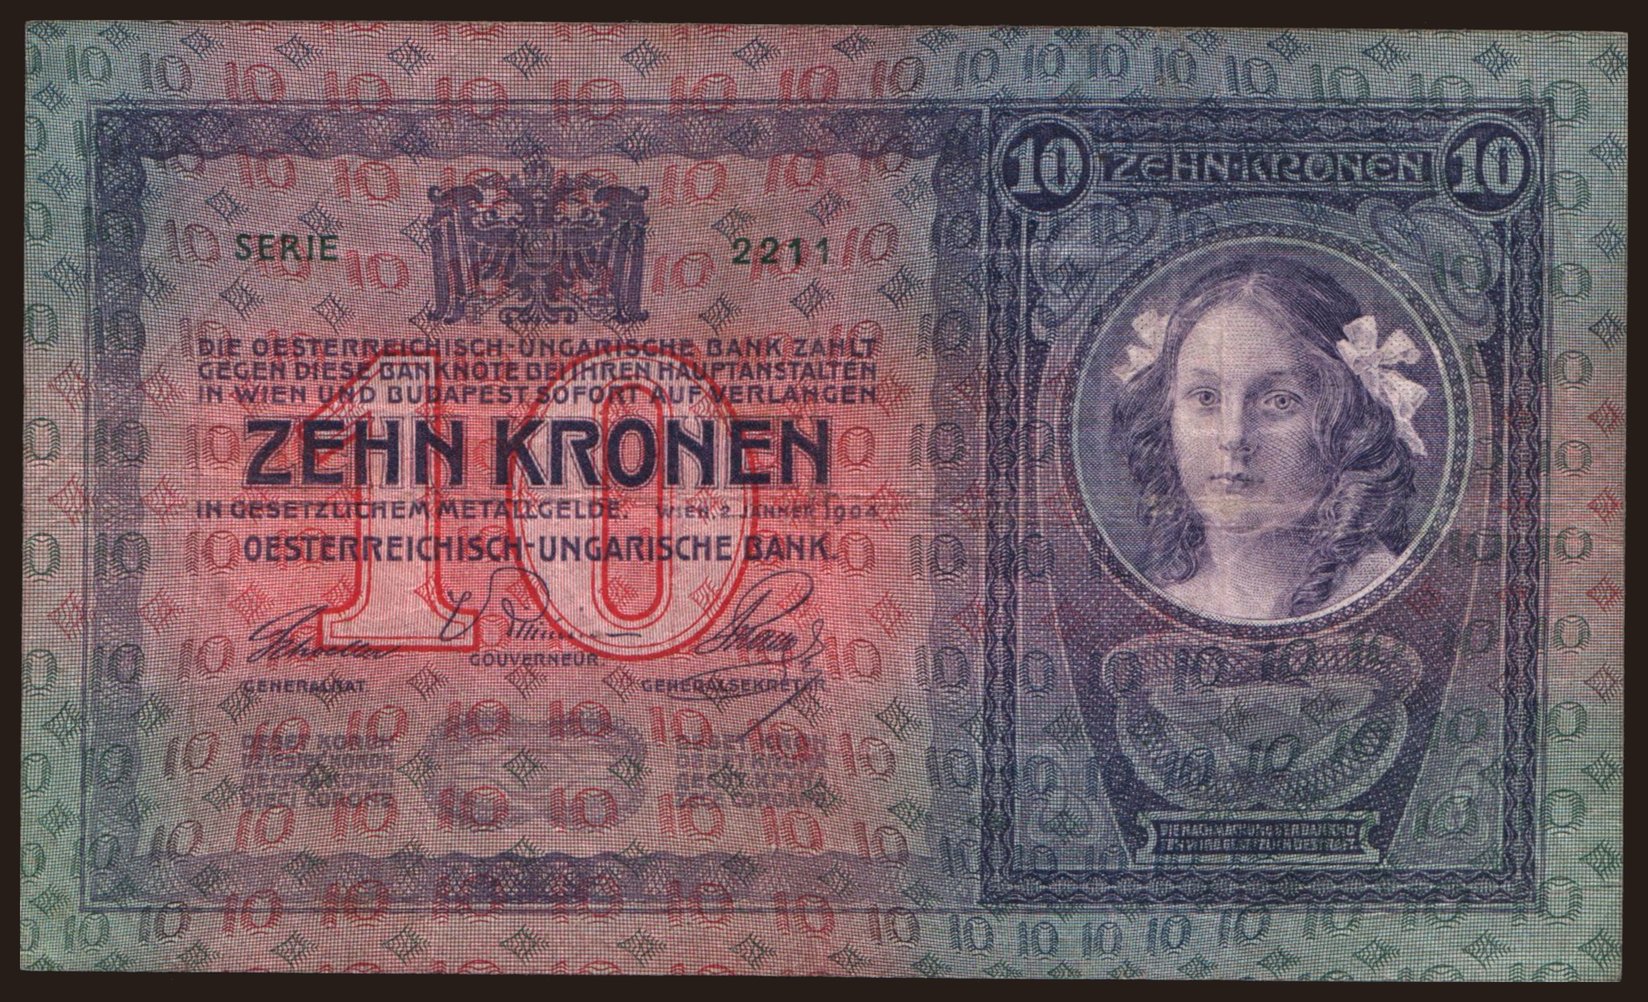 10 ZEHN·KRONEN 10
SERIE 2211
DIE OESTERREICHISCH-UNGARISCHE BANK ZAHLT
GEGEN DIESE BANKNOTE BEI IHREN HAUPTANSTALTEN
IN WIEN UND BUDAPEST SOFORT AUF VERLANGEN
10
ZEHN KRONEN
IN GESETZLICHEM METALLGELDE. WIEN, 2 JÄNNER 1904
OESTERREICHISCH-UNGARISCHE BANK.
GOUVERNEUR.
GENERALRAT. GENERALSEKRETÄR.
DESET KORUN